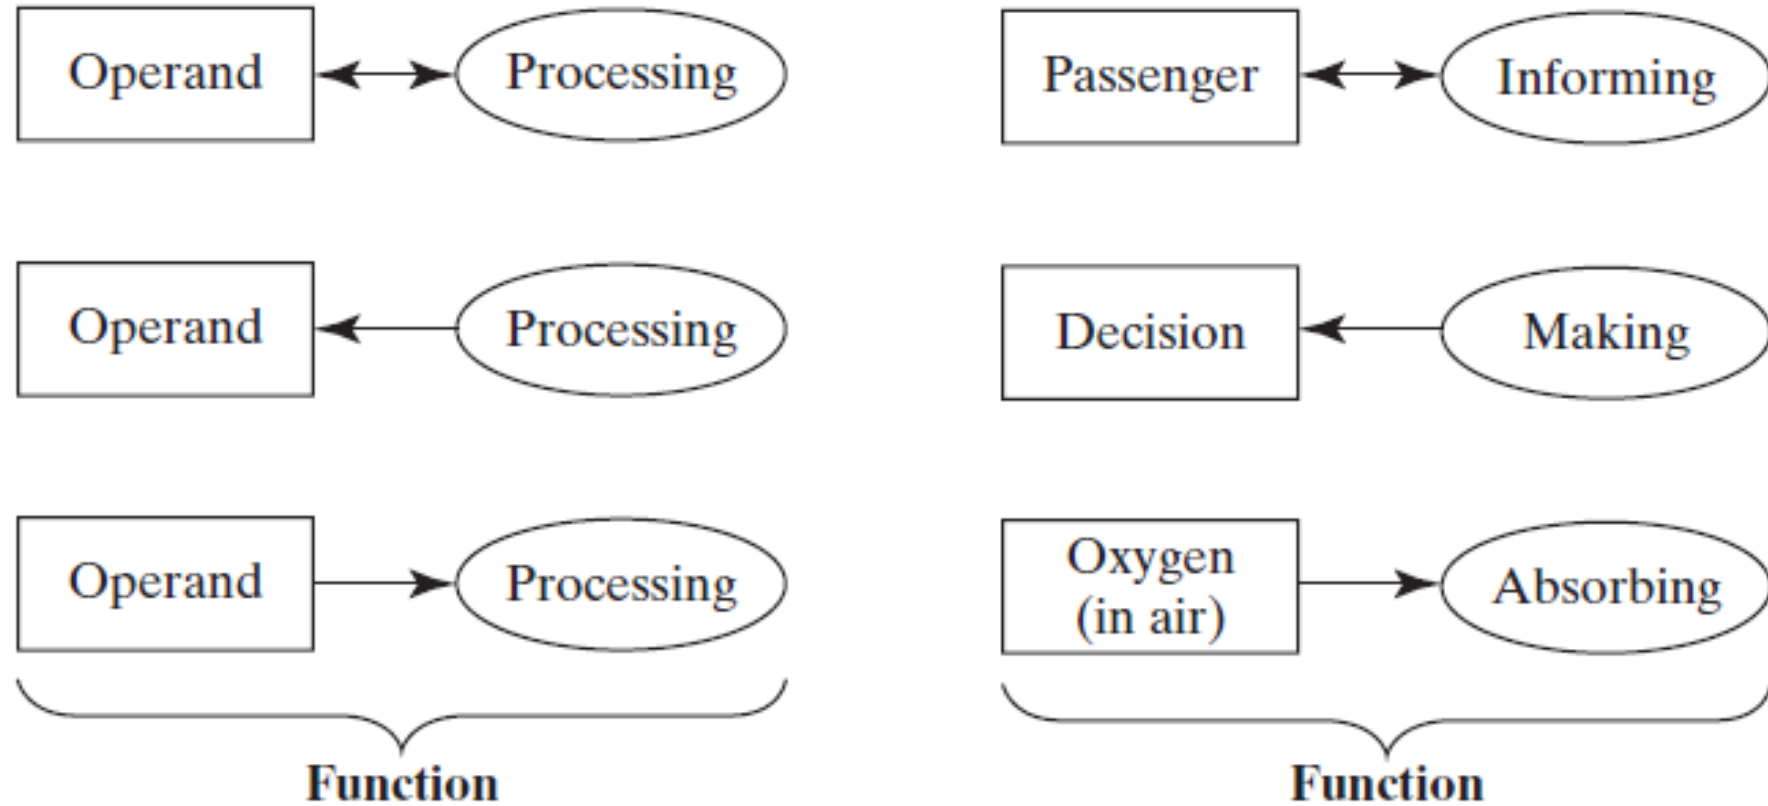 Operand
Processing
Passenger
Informing
Operand
Processing
Decision
Making
Operand
Processing
Oxygen
(in air)
Absorbing
Function
Function